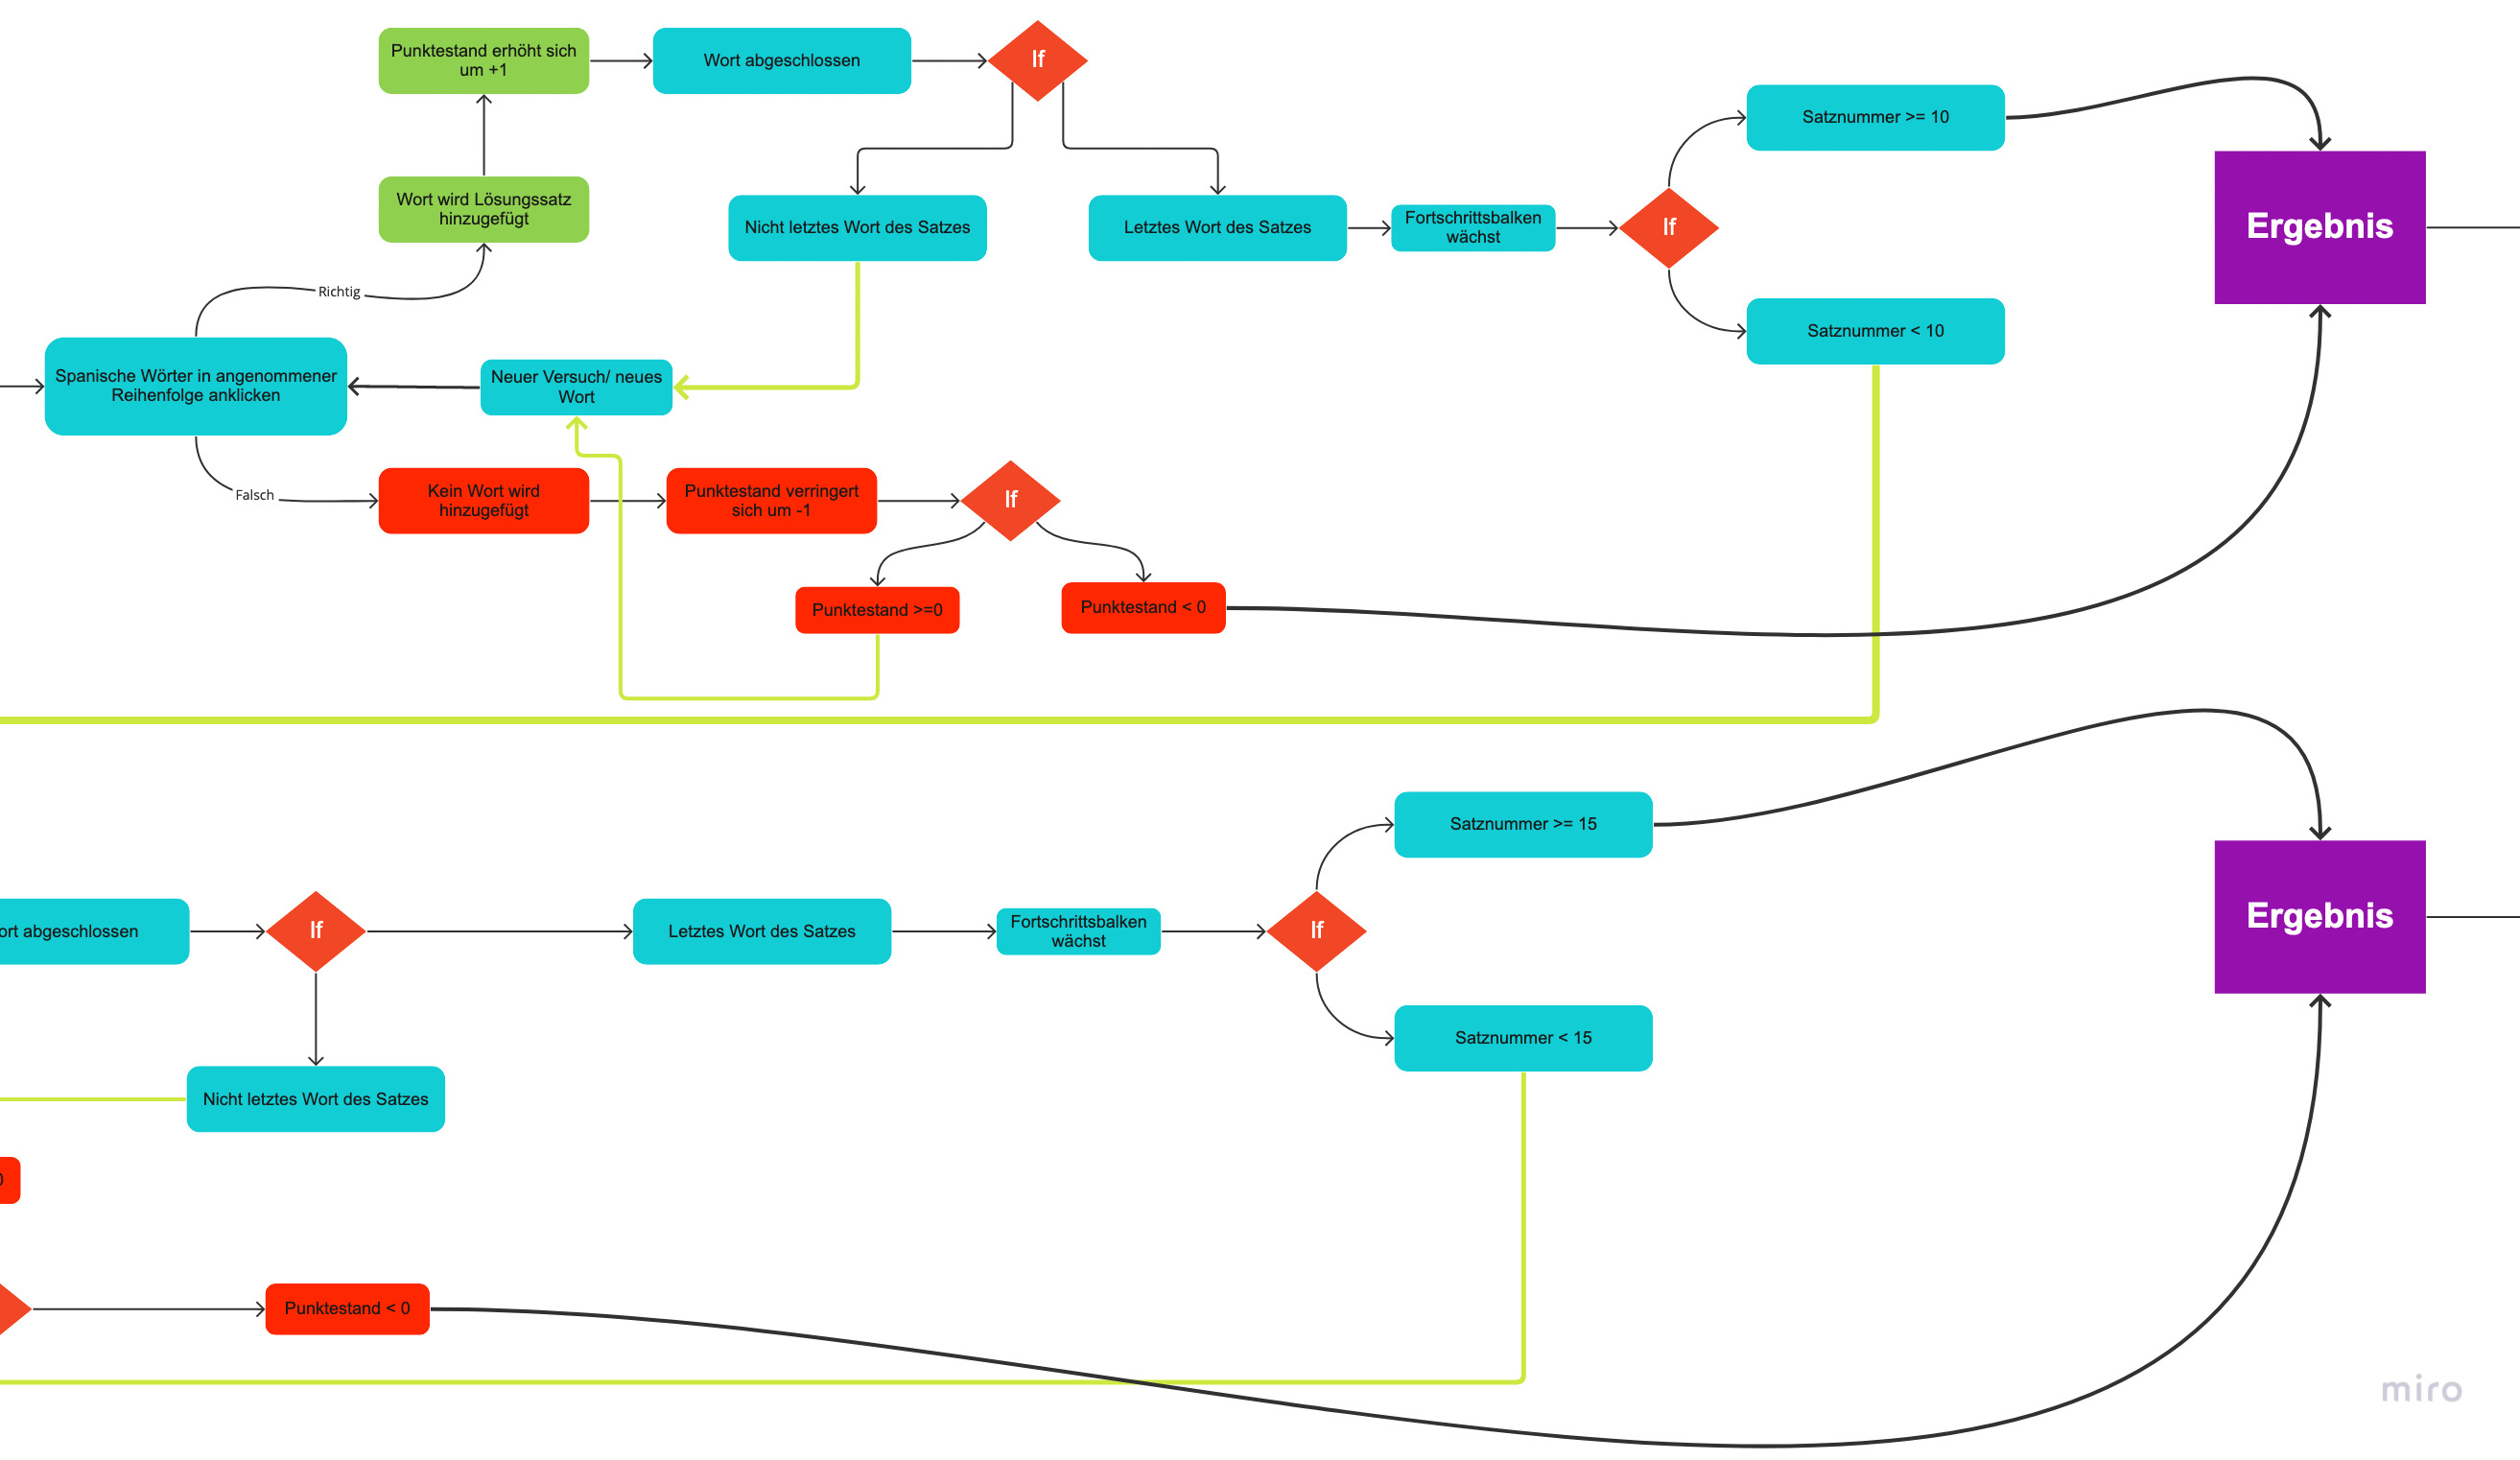 Punktestand erhöht sich
um +1
Wort abgeschlossen
If
Satznummer >= 10
Wort wird Lösungssatz
hinzugefügt
Nicht letztes Wort des Satzes
Letztes Wort des Satzes
Fortschrittsbalken
wächst
If
Ergebnis
Richtig
Satznummer < 10
Spanische Wörter in angenommener
Reihenfolge anklicken
Neuer Versuch/ neues
Wort
Falsch
Kein Wort wird
hinzugefügt
Punktestand verringert
sich um -1
If
Punktestand >=0
Punktestand < 0
Satznummer >= 15
ort abgeschlossen
If
Letztes Wort des Satzes
Fortschrittsbalken
wächst
If
Ergebnis
Satznummer < 15
Nicht letztes Wort des Satzes
Punktestand < 0
miro